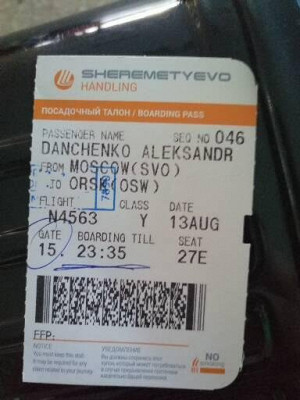 SHEREMETYEVO
HANDLING
ПОСАДОЧНЫЙ ТАЛОН / BOARDING PASS
PASSENGER NAME SEQ NO 046
DANCHENKO ALEKSANDR
FROM MOSCOW(SVO)
TO ORSK(OSW)
FLIGHT CLASS DATE
N4563 Y 13AUG
GATE BOARDING TILL SEAT
15. 23:35 27E
FFP:
NOTICE УВЕДОМЛЕНИЕ
NO
smoking